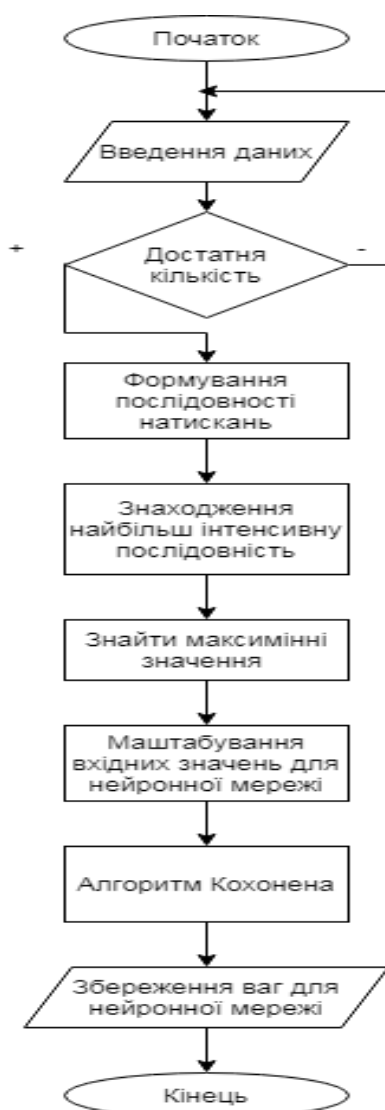 Початок
Введення даних
+
Достатня
-
кількість
Формування
послідовності
натискань
Знаходження
найбільш інтенсивну
послідовність
Знайти максимінні
значення
Маштабування
вхідних значень для
нейронної мережі
Алгоритм Кохонена
Збереження ваг для
нейронної мережі
Кінець